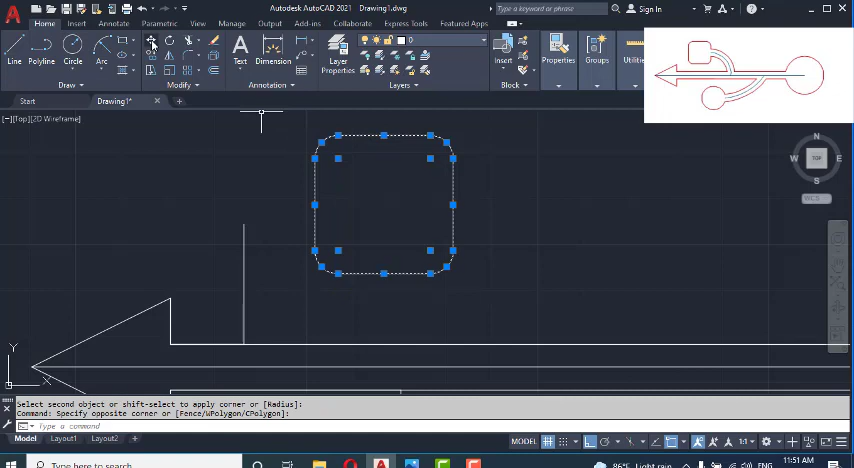 Autodesk AutoCAD 2021 Drawing1.dwg
Type a keyword or phrase
Sign In
Home Insert Annotate Parametric View Manage Output Add-ins Collaborate Express Tools Featured Apps
Line Polyline Circle Arc Text Dimension Layer Properties 0 Insert Properties Groups Utilities
Draw Modify Annotation Layers Block
Start Drawing1*
[−][Top][2D Wireframe]
N
W TOP E
S
WCS
Y
X
Select second object or shift-select to apply corner or [Radius]:
Command: Specify opposite corner or [Fence/WPolygon/CPolygon]:
Type a command
Model Layout1 Layout2 MODEL 1:1
Type here to search 86°F Light rain ENG 11:51 AM